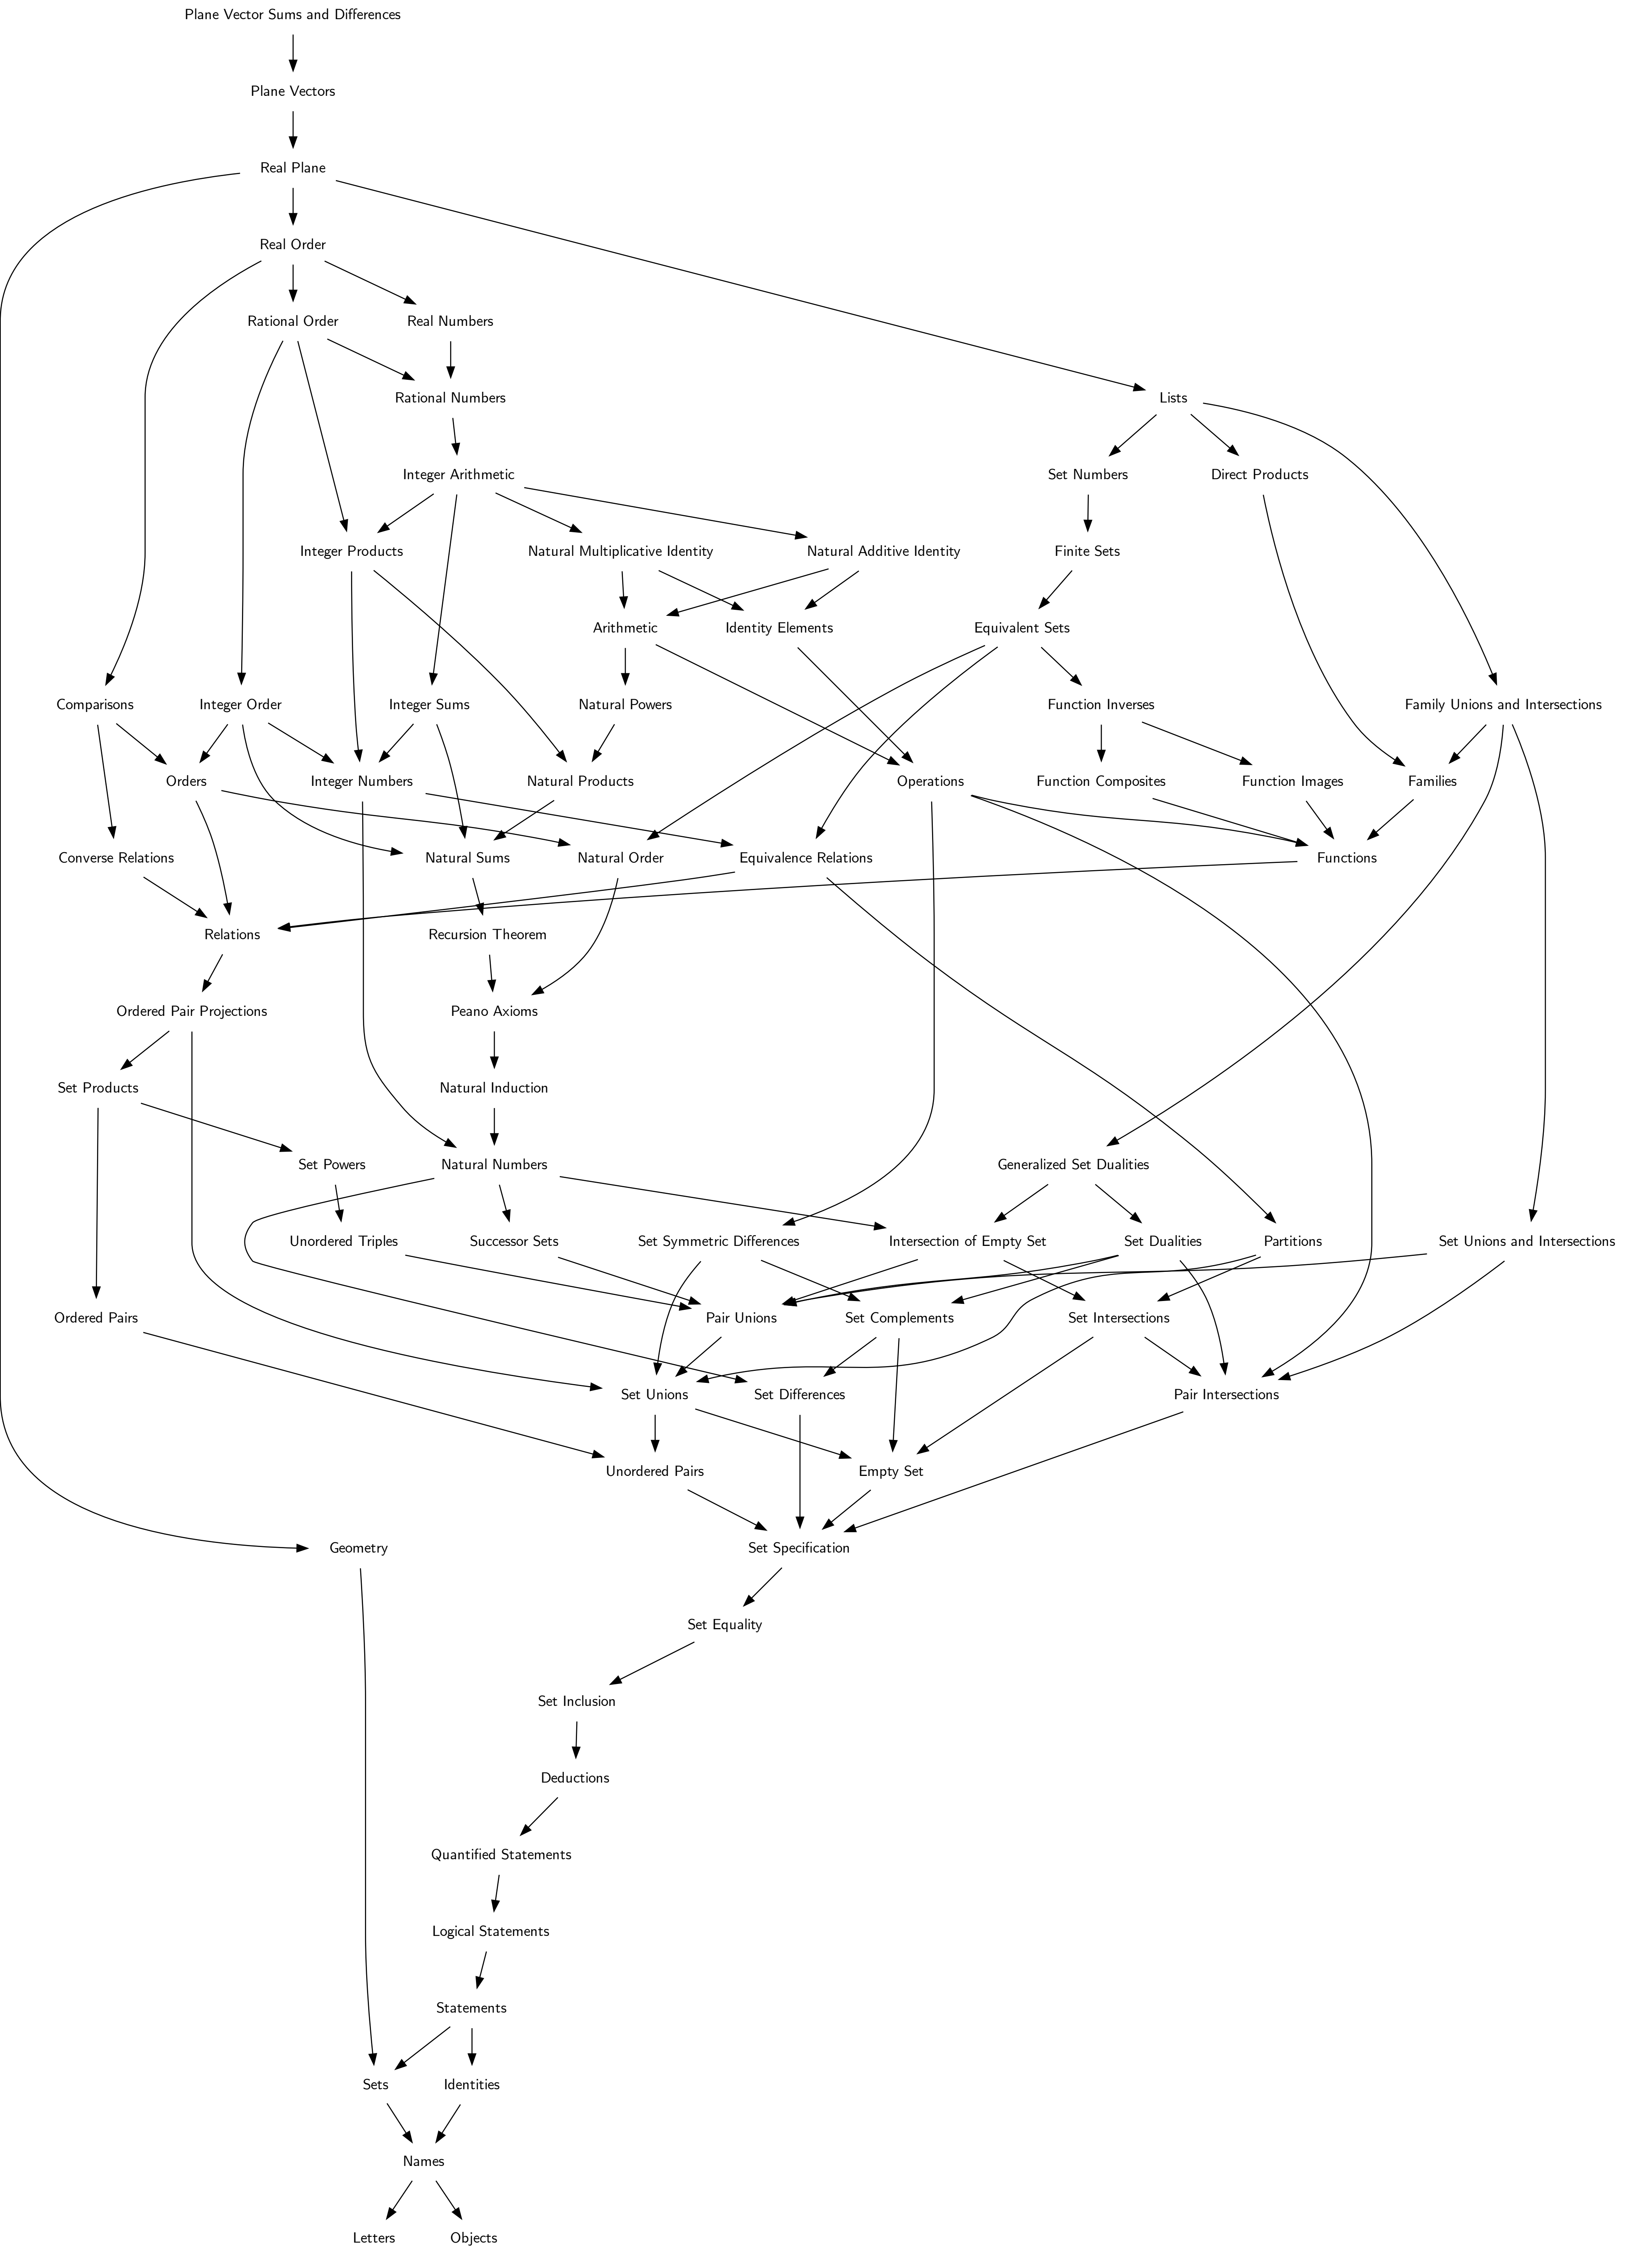 Plane Vector Sums and Differences
Plane Vectors
Real Plane
Real Order
Rational Order
Real Numbers
Rational Numbers
Lists
Integer Arithmetic
Set Numbers
Direct Products
Integer Products
Natural Multiplicative Identity
Natural Additive Identity
Finite Sets
Arithmetic
Identity Elements
Equivalent Sets
Comparisons
Integer Order
Integer Sums
Natural Powers
Function Inverses
Family Unions and Intersections
Orders
Integer Numbers
Natural Products
Operations
Function Composites
Function Images
Families
Converse Relations
Natural Sums
Natural Order
Equivalence Relations
Functions
Relations
Recursion Theorem
Ordered Pair Projections
Peano Axioms
Set Products
Natural Induction
Set Powers
Natural Numbers
Generalized Set Dualities
Unordered Triples
Successor Sets
Set Symmetric Differences
Intersection of Empty Set
Set Dualities
Partitions
Set Unions and Intersections
Ordered Pairs
Pair Unions
Set Complements
Set Intersections
Set Unions
Set Differences
Pair Intersections
Unordered Pairs
Empty Set
Geometry
Set Specification
Set Equality
Set Inclusion
Deductions
Quantified Statements
Logical Statements
Statements
Sets
Identities
Names
Letters
Objects